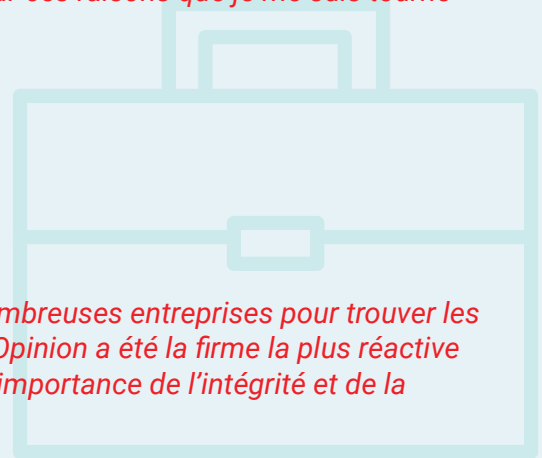 ces raisons que je me suis tourné
mbreuses entreprises pour trouver les
Opinion a été la firme la plus réactive
importance de l’intégrité et de la